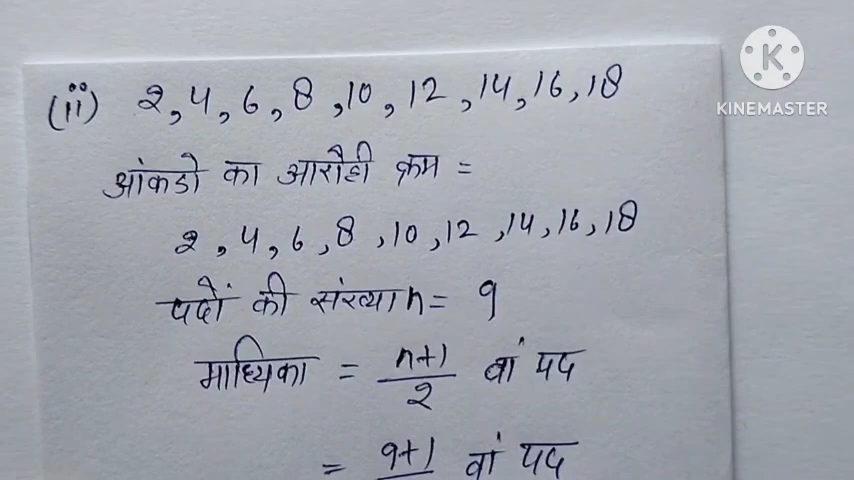 KINEMASTER
(ii) 2, 4, 6, 8, 10, 12, 14, 16, 18
आंकडो का आरोही क्रम =
2, 4, 6, 8, 10, 12, 14, 16, 18
पदों की संख्या n = 9
माध्यिका = n+1/2 वां पद
= 9+1 वां पद